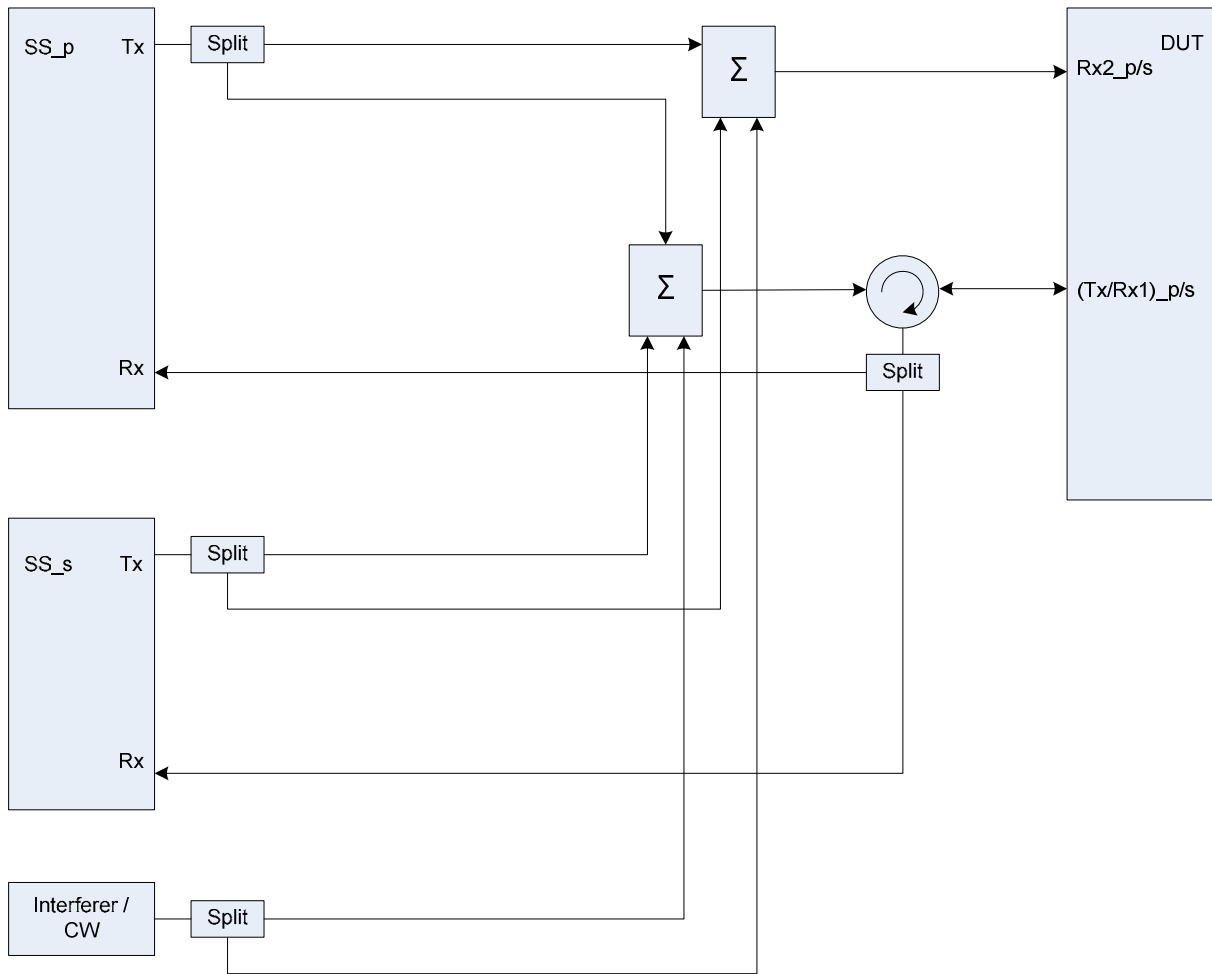 SS_p
Tx
Split
Σ
DUT
Rx2_p/s
Σ
(Tx/Rx1)_p/s
Rx
Split
SS_s
Tx
Split
Rx
Interferer /
CW
Split